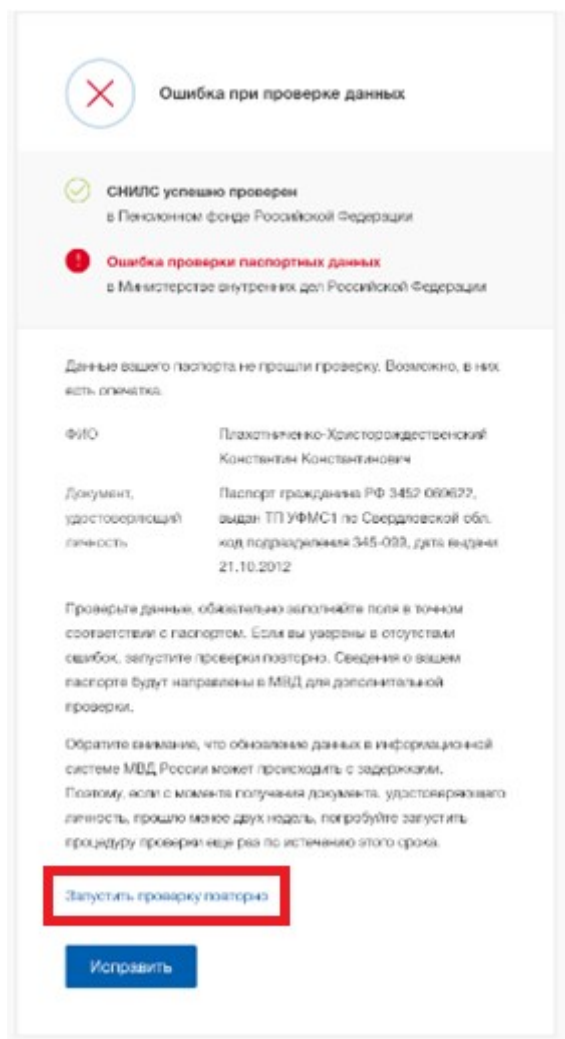 Ошибка при проверке данных
СНИЛС успешно проверен
в Пенсионном фонде Российской Федерации
Ошибка проверки паспортных данных
в Министерстве внутренних дел Российской Федерации
Данные вашего паспорта не прошли проверку. Возможно, в них
есть опечатка.
ФИО
Плахотниченко-Христорождественский
Константин Константинович
Документ,
удостоверяющий
личность
Паспорт гражданина РФ 3452 069622,
выдан ТП УФМС1 по Свердловской обл.
код подразделения 345-093, дата выдачи
21.10.2012
Проверьте данные, обязательно заполняйте поля в точном
соответствии с паспортом. Если вы уверены в отсутствии
ошибок, запустите проверки повторно. Сведения о вашем
паспорте будут направлены в МВД для дополнительной
проверки.
Обратите внимание, что обновление данных в информационной
системе МВД России может происходить с задержками.
Поэтому, если с момента получения документа, удостоверяющего
личность, прошло менее двух недель, попробуйте запустить
процедуру проверки еще раз по истечению этого срока.
Запустить проверку повторно
Исправить